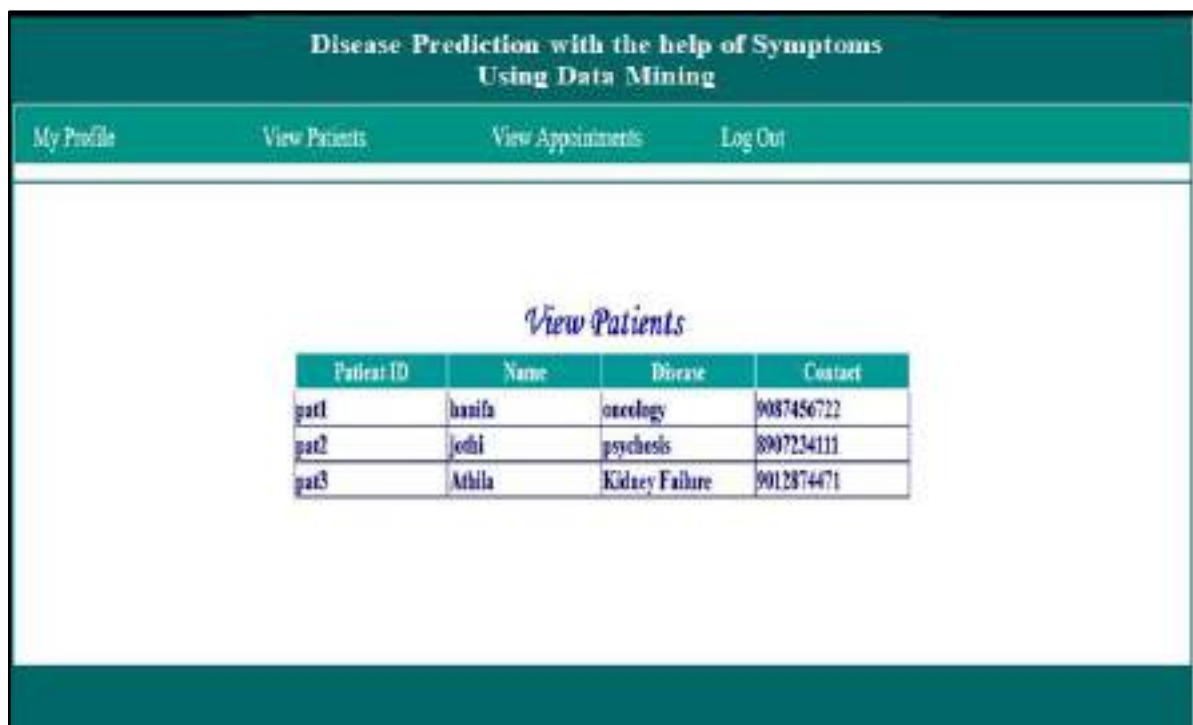 Disease Prediction with the help of Symptoms
Using Data Mining
My Profile View Patients View Appointments Log Out
View Patients
Patient ID Name Disease Contact
pat1 hanifa oncology 9087456722
pat2 jothi psychosis 8907234111
pat3 Athila Kidney Failure 9012874471